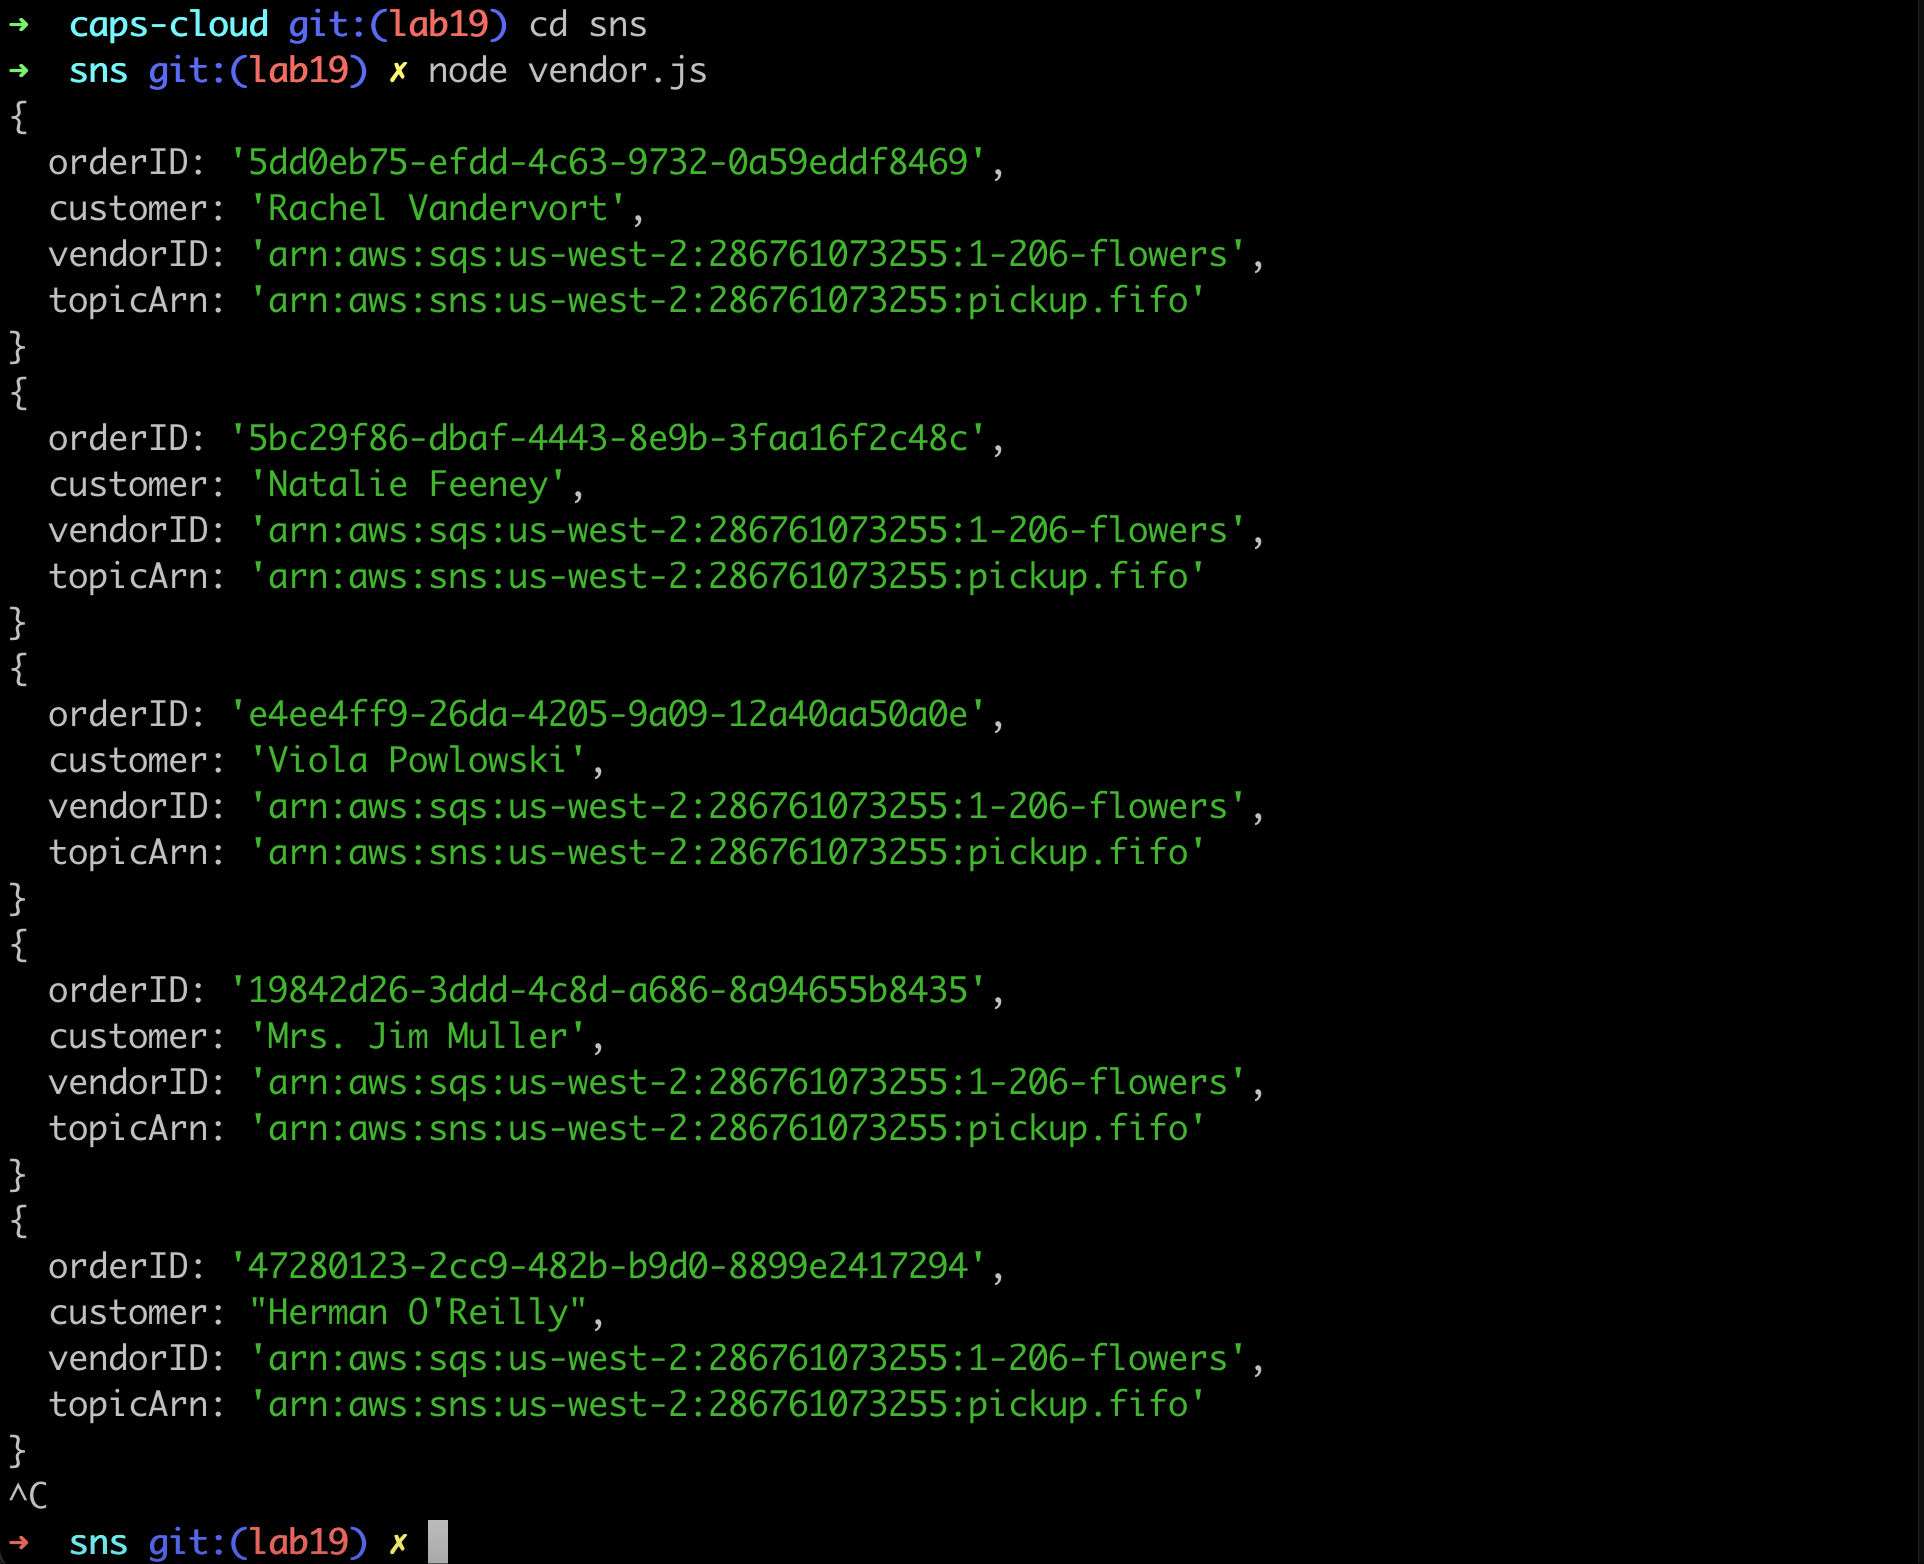 ➜  caps-cloud git:(lab19) cd sns
➜  sns git:(lab19) ✗ node vendor.js
{
  orderID: '5dd0eb75-efdd-4c63-9732-0a59eddf8469',
  customer: 'Rachel Vandervort',
  vendorID: 'arn:aws:sqs:us-west-2:286761073255:1-206-flowers',
  topicArn: 'arn:aws:sns:us-west-2:286761073255:pickup.fifo'
}
{
  orderID: '5bc29f86-dbaf-4443-8e9b-3faa16f2c48c',
  customer: 'Natalie Feeney',
  vendorID: 'arn:aws:sqs:us-west-2:286761073255:1-206-flowers',
  topicArn: 'arn:aws:sns:us-west-2:286761073255:pickup.fifo'
}
{
  orderID: 'e4ee4ff9-26da-4205-9a09-12a40aa50a0e',
  customer: 'Viola Powlowski',
  vendorID: 'arn:aws:sqs:us-west-2:286761073255:1-206-flowers',
  topicArn: 'arn:aws:sns:us-west-2:286761073255:pickup.fifo'
}
{
  orderID: '19842d26-3ddd-4c8d-a686-8a94655b8435',
  customer: 'Mrs. Jim Muller',
  vendorID: 'arn:aws:sqs:us-west-2:286761073255:1-206-flowers',
  topicArn: 'arn:aws:sns:us-west-2:286761073255:pickup.fifo'
}
{
  orderID: '47280123-2cc9-482b-b9d0-8899e2417294',
  customer: "Herman O'Reilly",
  vendorID: 'arn:aws:sqs:us-west-2:286761073255:1-206-flowers',
  topicArn: 'arn:aws:sns:us-west-2:286761073255:pickup.fifo'
}
^C
➜  sns git:(lab19) ✗